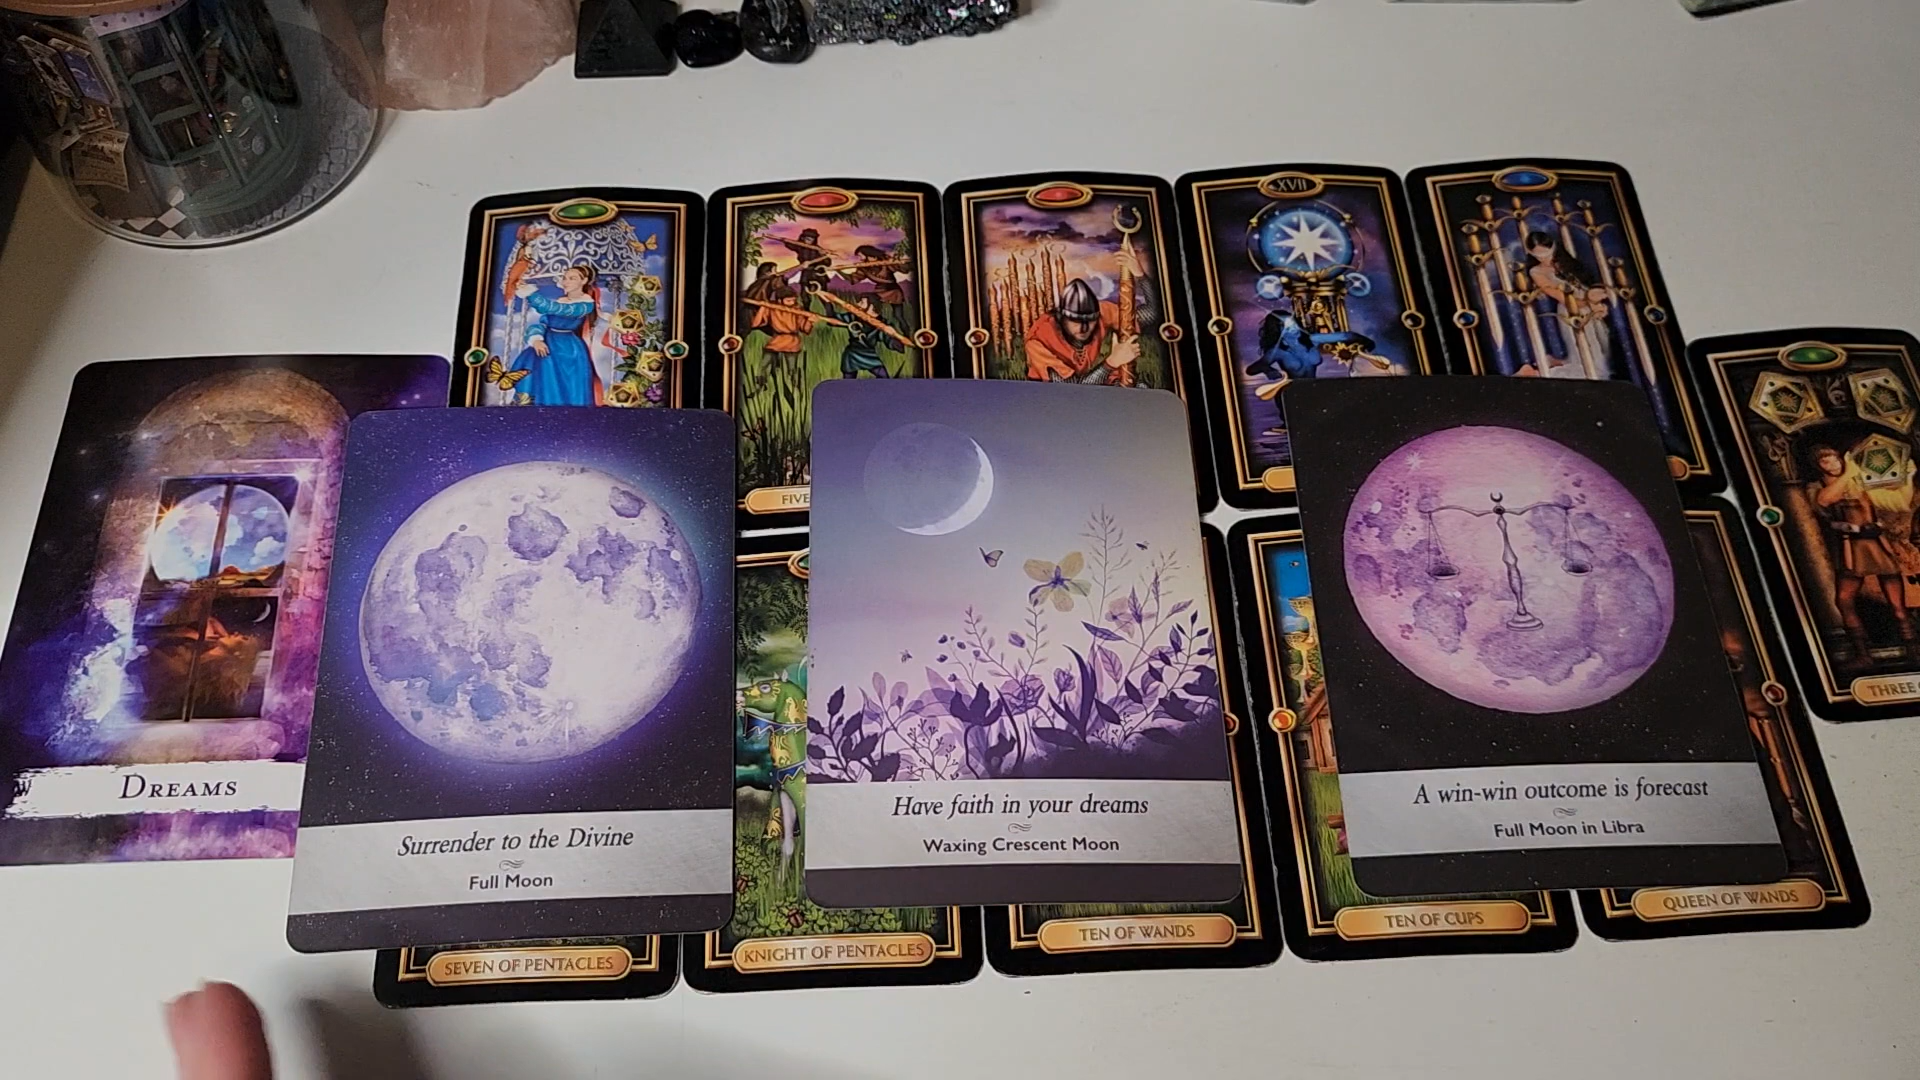 XVII
FIVE
THREE
DREAMS
Surrender to the Divine
Full Moon
Have faith in your dreams
Waxing Crescent Moon
A win-win outcome is forecast
Full Moon in Libra
SEVEN OF PENTACLES
KNIGHT OF PENTACLES
TEN OF WANDS
TEN OF CUPS
QUEEN OF WANDS